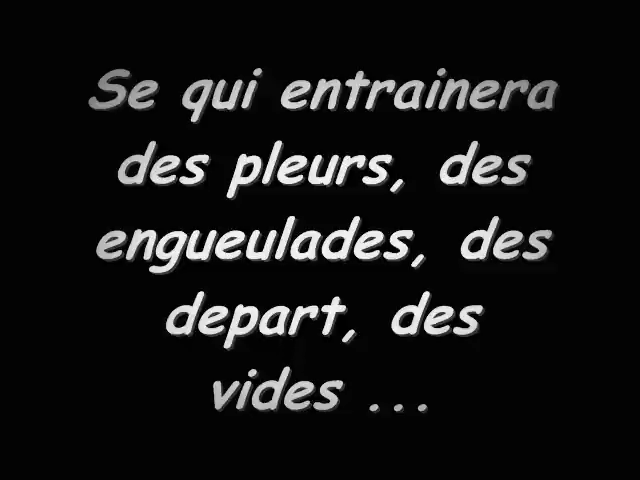 Se qui entrainera
des pleurs, des
engueulades, des
depart, des
vides ...